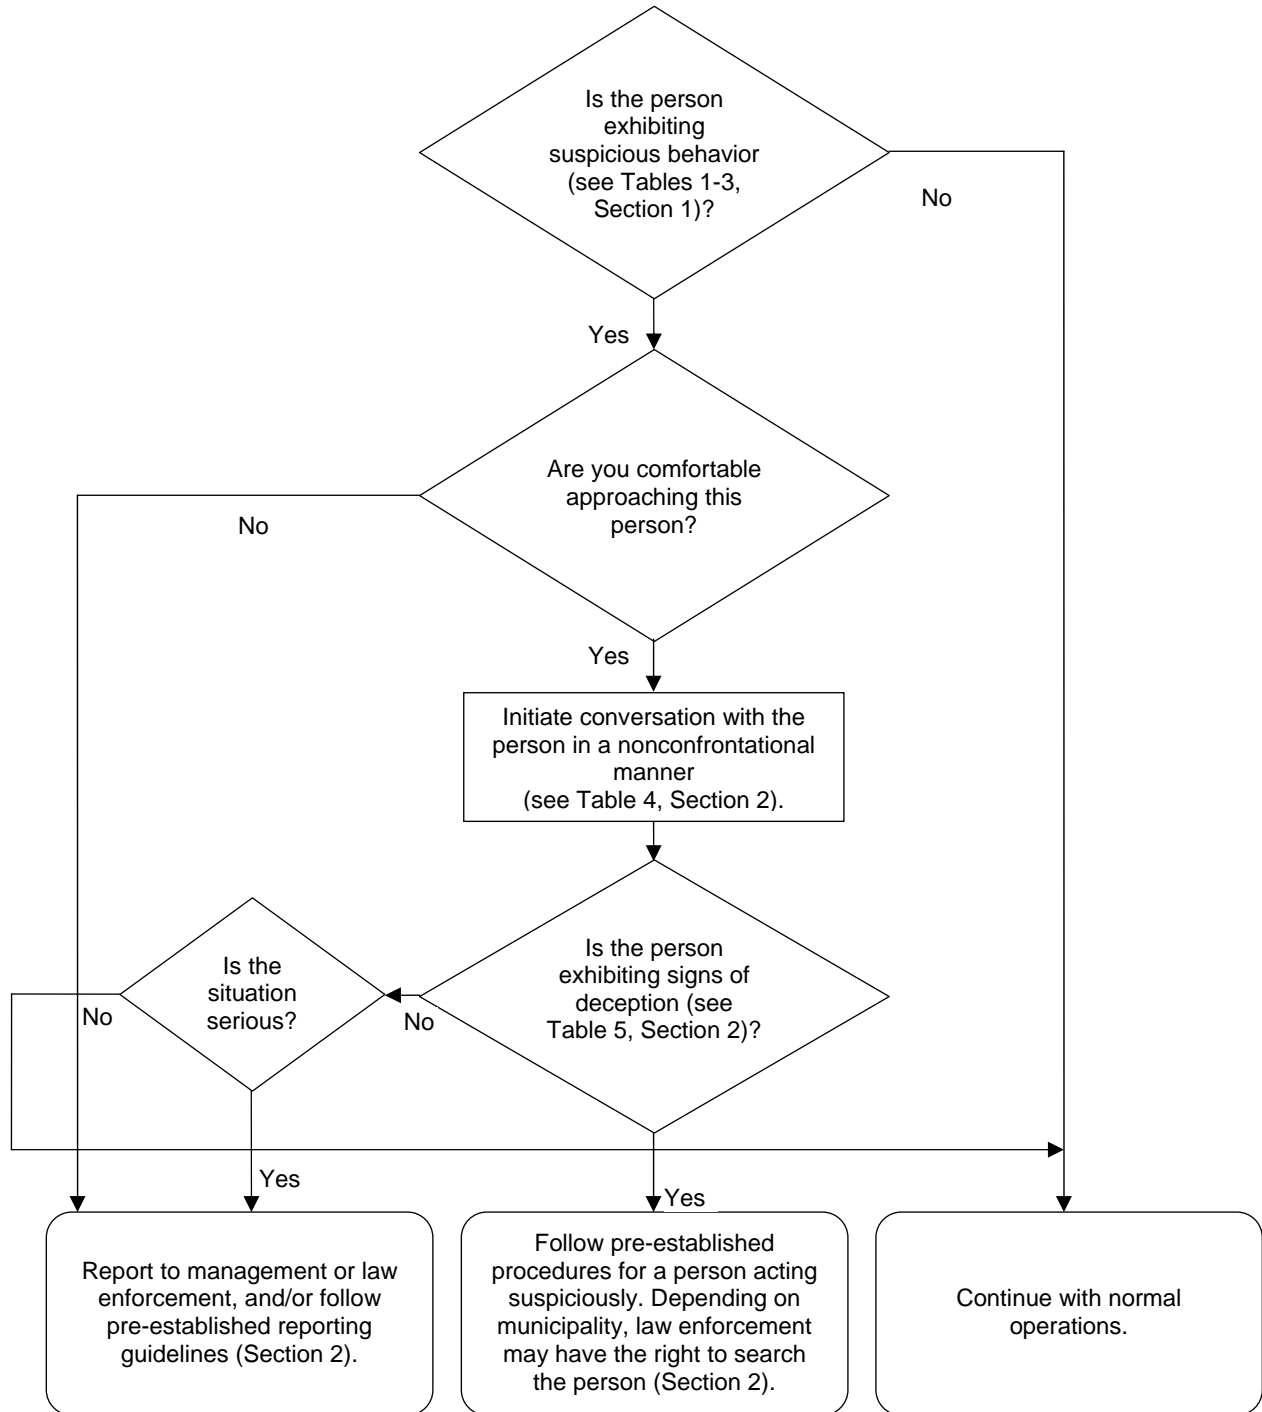 Is the person
exhibiting
suspicious behavior
(see Tables 1-3,
Section 1)?
No
Yes
Are you comfortable
approaching this
person?
No
Yes
Initiate conversation with the
person in a nonconfrontational
manner
(see Table 4, Section 2).
Is the person
exhibiting signs of
deception (see
Table 5, Section 2)?
No
Is the
situation
serious?
No
Yes
Yes
Report to management or law
enforcement, and/or follow
pre-established reporting
guidelines (Section 2).
Follow pre-established
procedures for a person acting
suspiciously. Depending on
municipality, law enforcement
may have the right to search
the person (Section 2).
Continue with normal
operations.